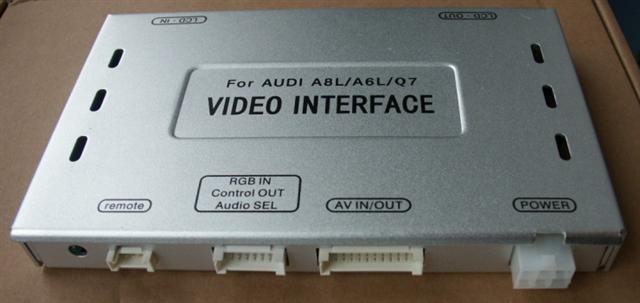 LCD-IN
LCD-OUT
For AUDI A8L/A6L/Q7
VIDEO INTERFACE
remote
RGB IN
Control OUT
Audio SEL
AV IN/OUT
POWER